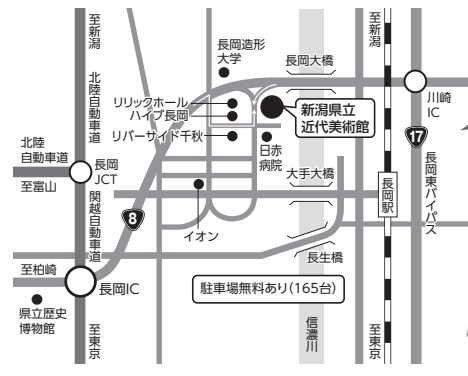 至新潟
至新潟
長岡造形
大学
長岡大橋
北陸自動車道
リリックホール
ハイブ長岡
リバーサイド千秋
新潟県立
近代美術館
川崎
IC
17
北陸
自動車道
長岡
JCT
日赤
病院
至富山
大手大橋
長岡駅
長岡東バイパス
関越自動車道
8
イオン
至柏崎
長生橋
長岡IC
駐車場無料あり(165台)
県立歴史
博物館
至東京
信濃川
至東京